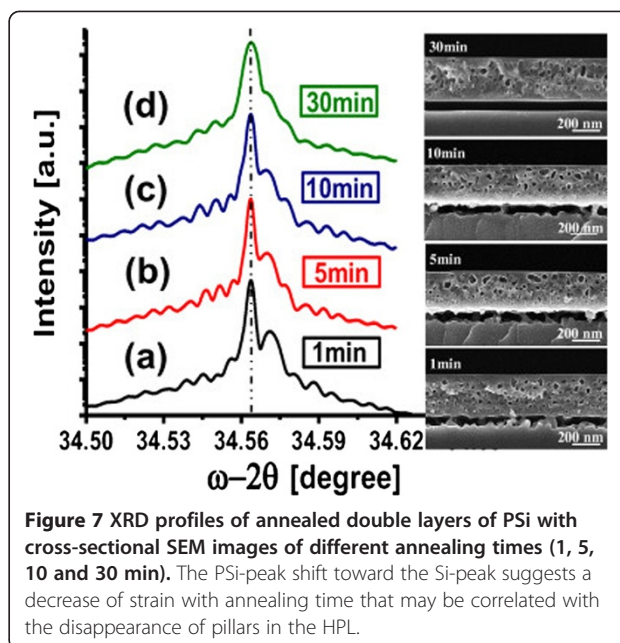 Intensity [a.u.]
(d)
30min
(c)
10min
(b)
5min
(a)
1min
34.50 34.53 34.56 34.59 34.62
ω−2θ [degree]
30min
200 nm
10min
200 nm
5min
200 nm
1min
200 nm
Figure 7 XRD profiles of annealed double layers of PSi with
cross-sectional SEM images of different annealing times (1, 5,
10 and 30 min). The PSi-peak shift toward the Si-peak suggests a
decrease of strain with annealing time that may be correlated with
the disappearance of pillars in the HPL.